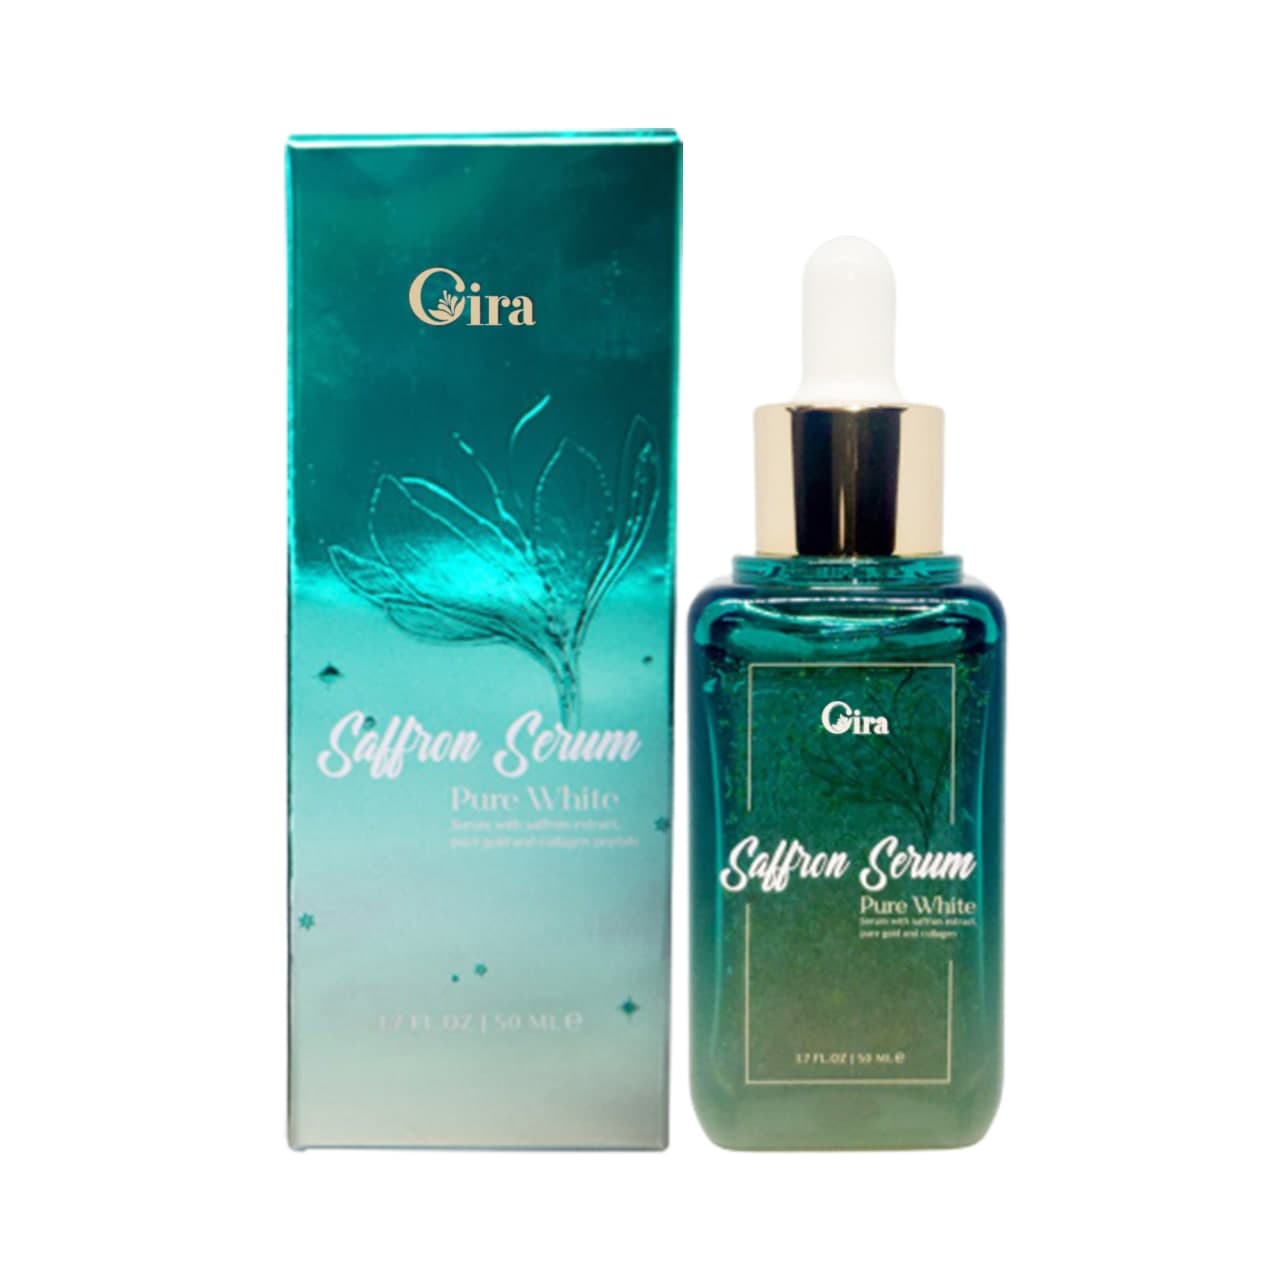 Cira
Saffron Serum
Pure White
Serum with saffron extract,
pure gold and collagen peptide
1.7 FL.OZ | 50 ML ℮
Cira
Saffron Serum
Pure White
Serum with saffron extract,
pure gold and collagen
1.7 FL.OZ | 50 ML ℮